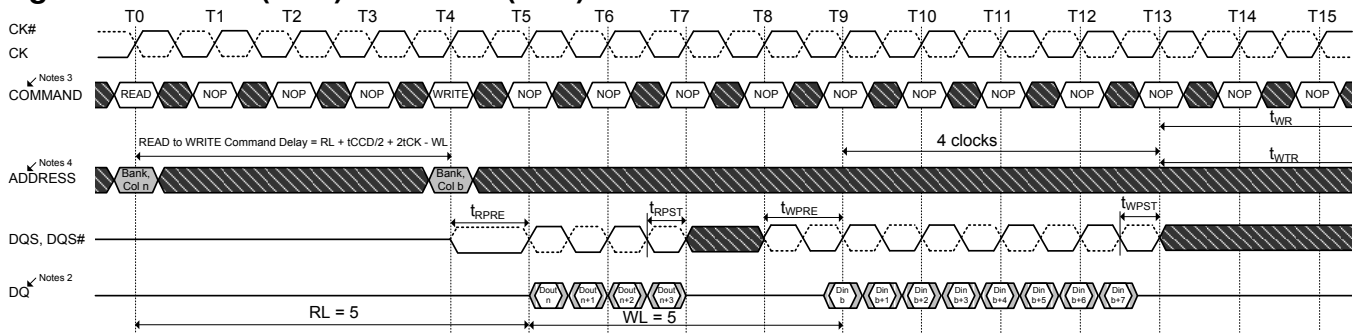 T0 T1 T2 T3 T4 T5 T6 T7 T8 T9 T10 T11 T12 T13 T14 T15
CK#
CK
Notes 3
COMMAND READ NOP NOP NOP WRITE NOP NOP NOP NOP NOP NOP NOP NOP NOP NOP NOP
READ to WRITE Command Delay = RL + tCCD/2 + 2tCK - WL
4 clocks
tWR
tWTR
Notes 4
ADDRESS Bank, Col n Bank, Col b
tRPRE tRPST tWPRE tWPST
DQS, DQS#
Notes 2
DQ Dout n Dout n+1 Dout n+2 Dout n+3 Din b Din b+1 Din b+2 Din b+3 Din b+4 Din b+5 Din b+6 Din b+7
RL = 5 WL = 5